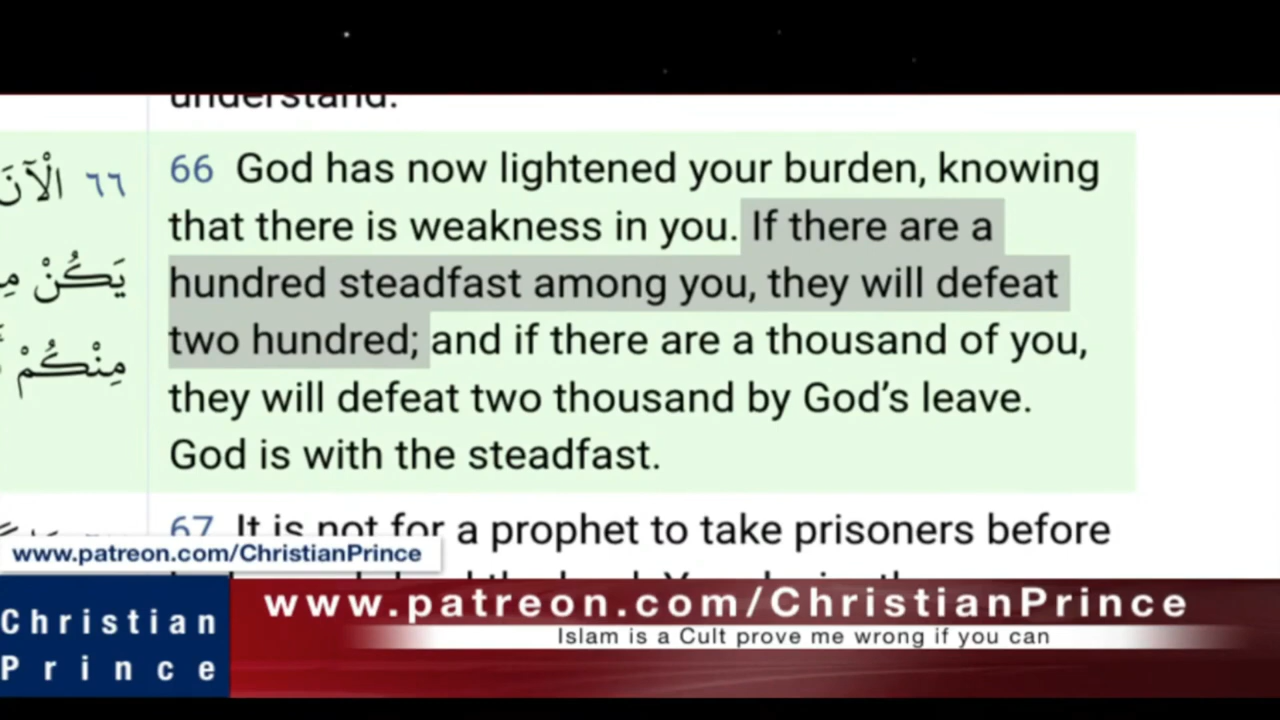 understand.
66 God has now lightened your burden, knowing
that there is weakness in you. If there are a
hundred steadfast among you, they will defeat
two hundred; and if there are a thousand of you,
they will defeat two thousand by God’s leave.
God is with the steadfast.
٦٦ الْآنَ
يَكُنْ
مِنْكُمْ
67 It is not for a prophet to take prisoners before
www.patreon.com/ChristianPrince
Christian
Prince
www.patreon.com/ChristianPrince
Islam is a Cult prove me wrong if you can